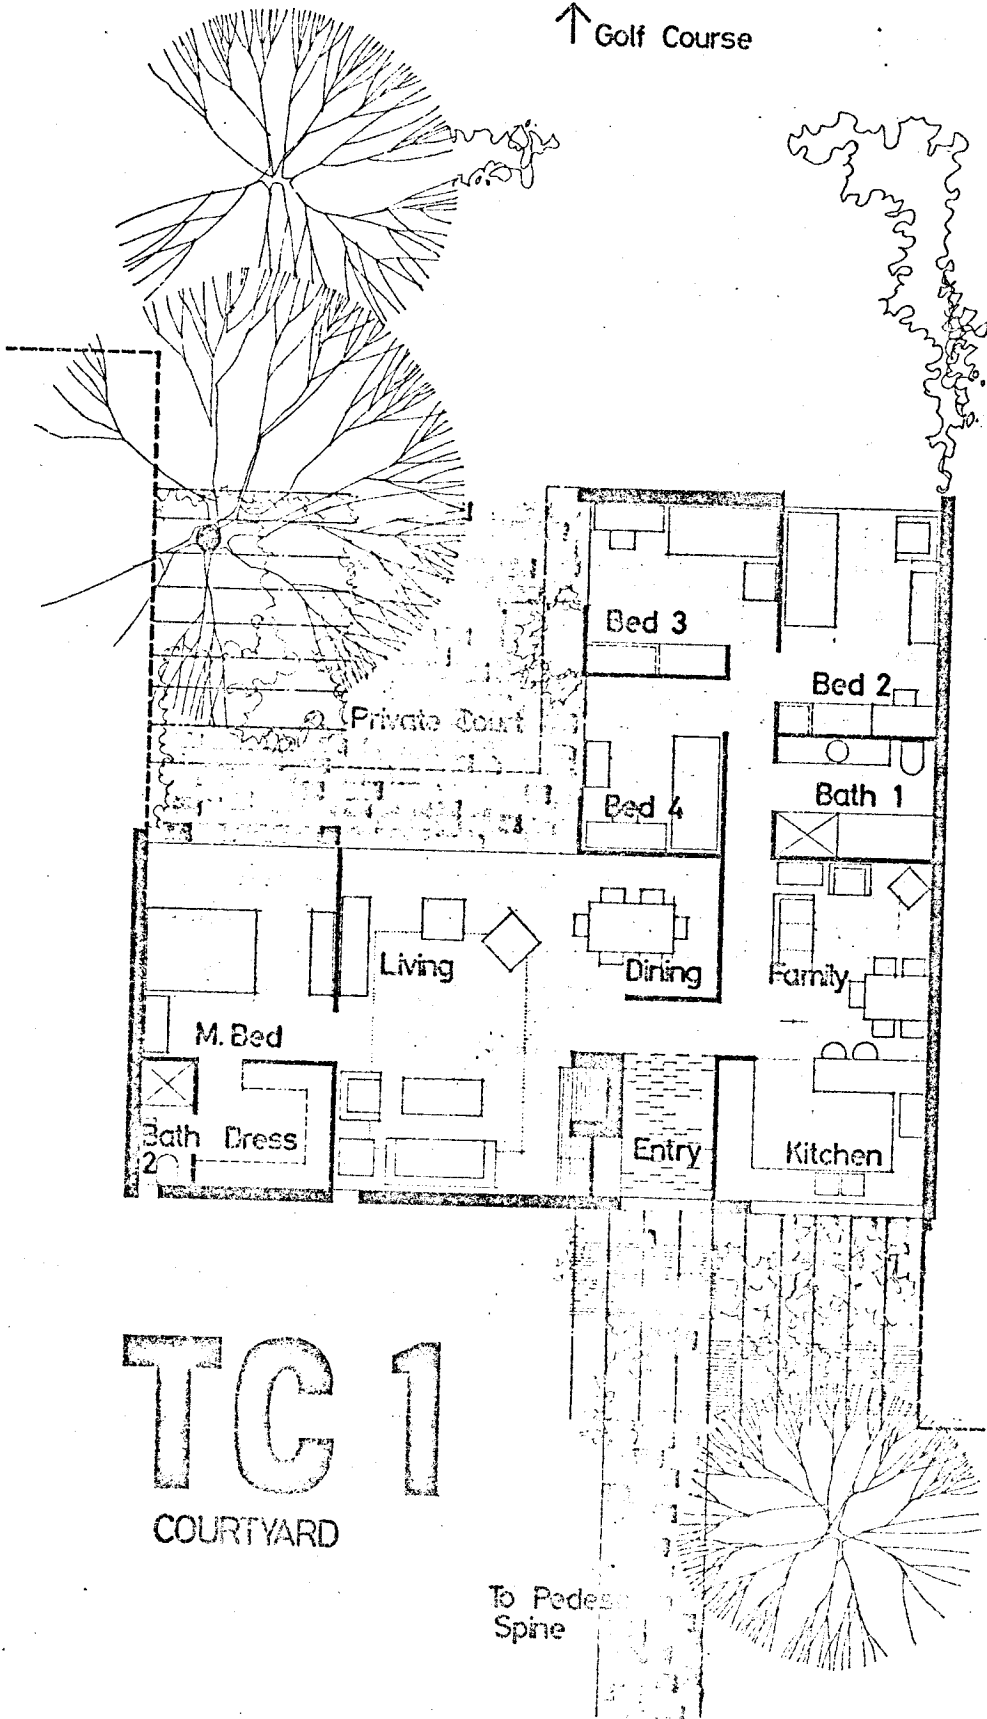 Golf Course
Bed 3
Bed 2
Private Court
Bed 4
Bath 1
Living
Dining
Family
M. Bed
Bath
2
Dress
Entry
Kitchen
TC 1
COURTYARD
To
Spine